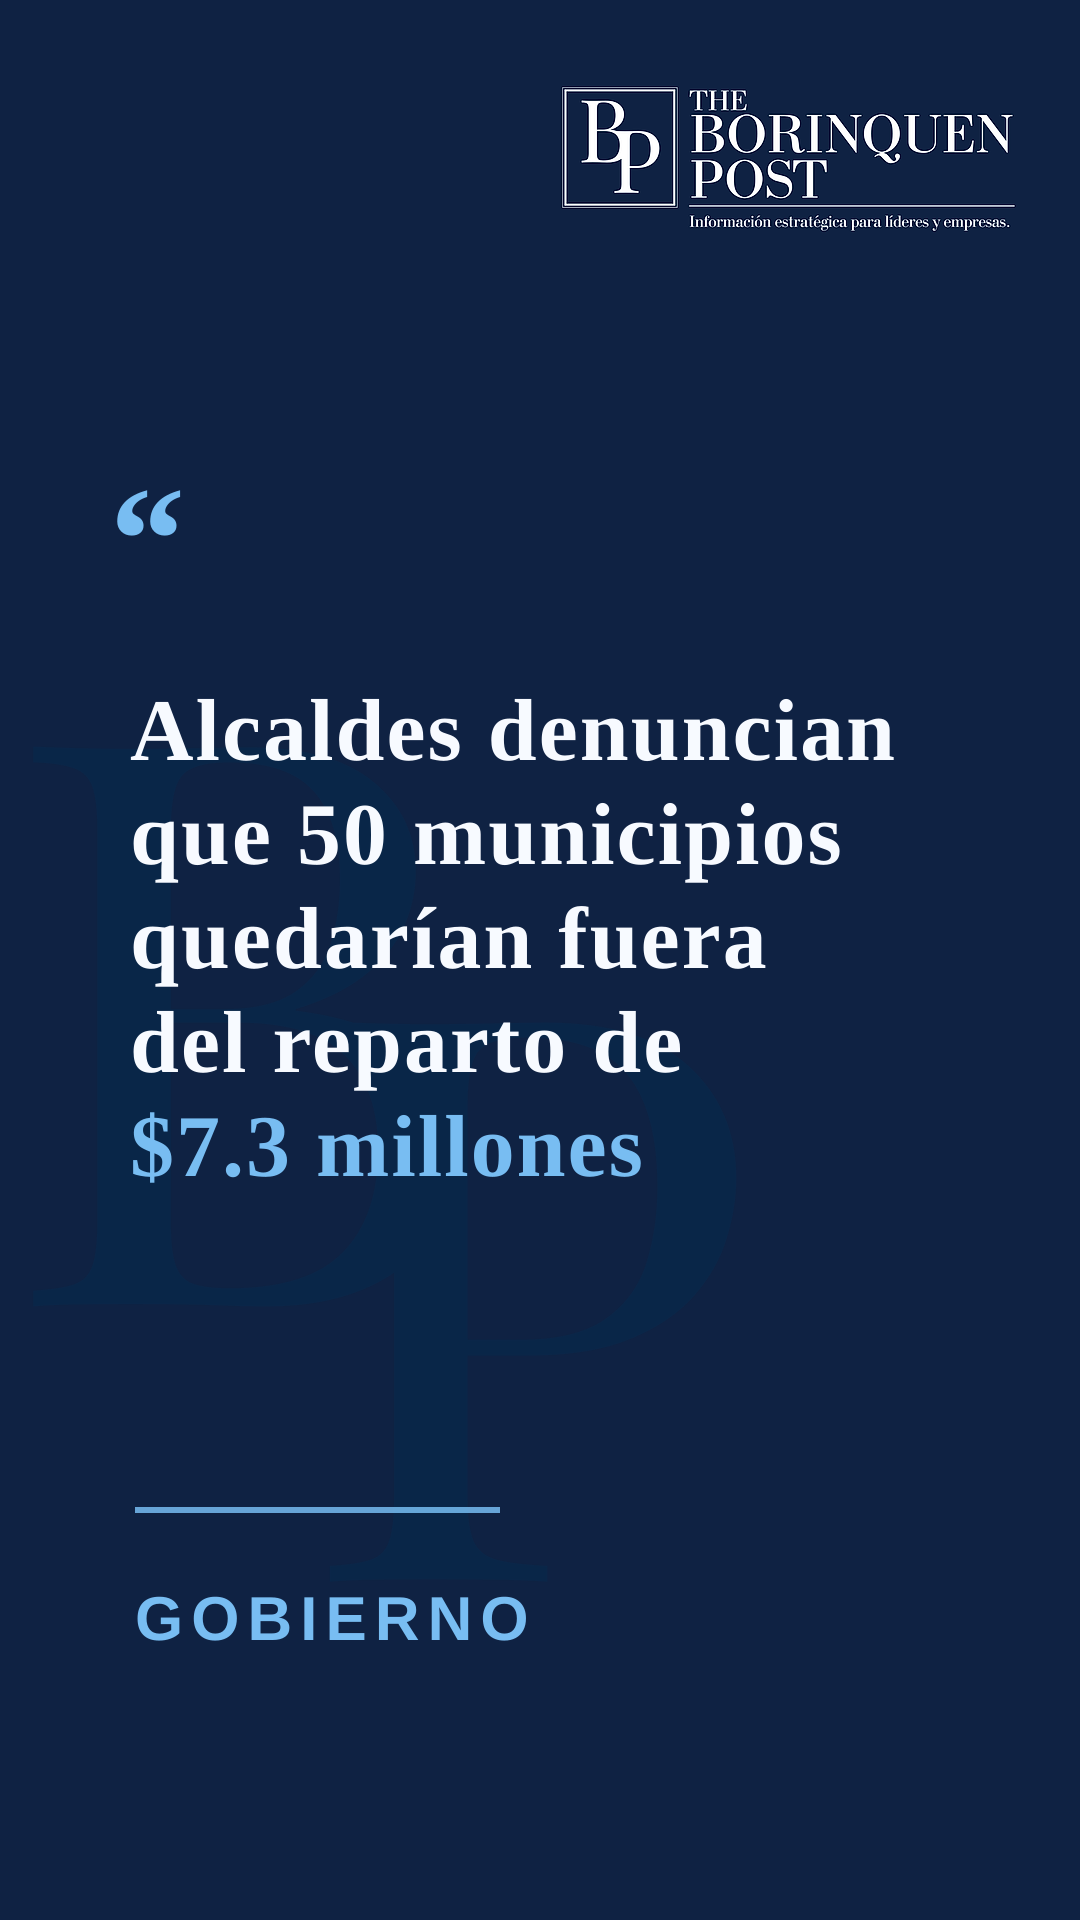 BP
THE
BORINQUEN
POST
Información estratégica para líderes y empresas.
“
Alcaldes denuncian
que 50 municipios
quedarían fuera
del reparto de
$7.3 millones
GOBIERNO